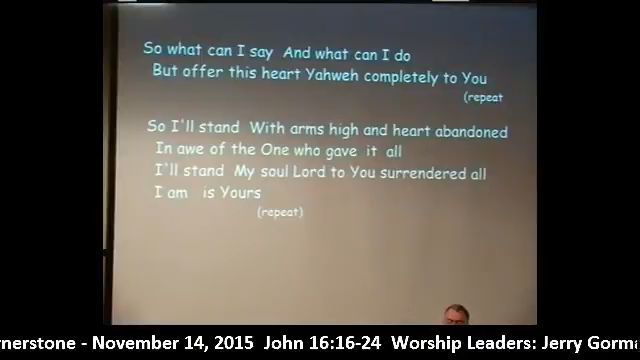 So what can I say And what can I do
But offer this heart Yahweh completely to You
(repeat
So I'll stand With arms high and heart abandoned
In awe of the One who gave it all
I'll stand My soul Lord to You surrendered all
I am is Yours
(repeat)
rnerstone - November 14, 2015 John 16:16-24 Worship Leaders: Jerry Gorma